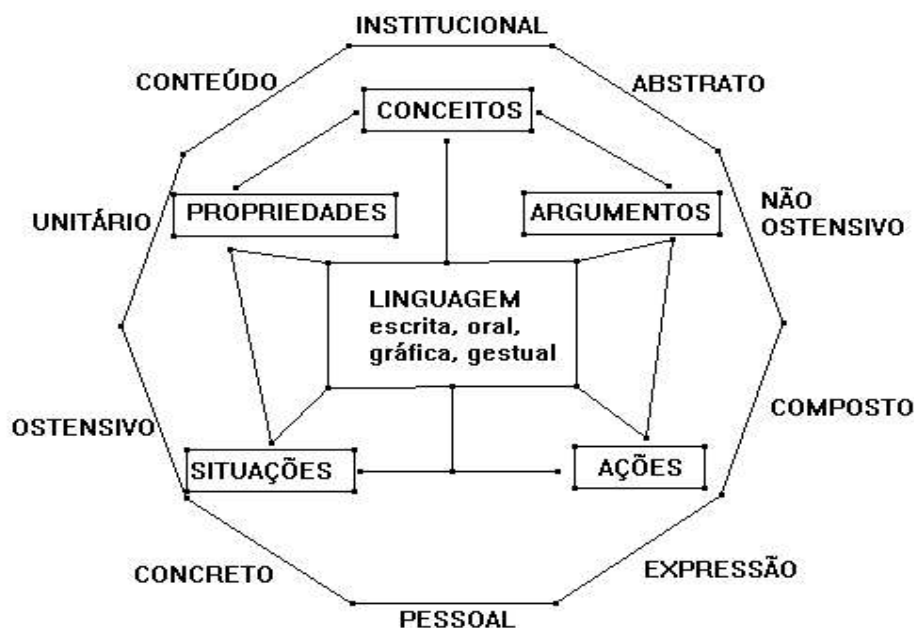 INSTITUCIONAL
CONTEÚDO
ABSTRATO
CONCEITOS
UNITÁRIO
PROPRIEDADES
ARGUMENTOS
NÃO
OSTENSIVO
LINGUAGEM
escrita, oral,
gráfica, gestual
OSTENSIVO
COMPOSTO
SITUAÇÕES
AÇÕES
CONCRETO
EXPRESSÃO
PESSOAL